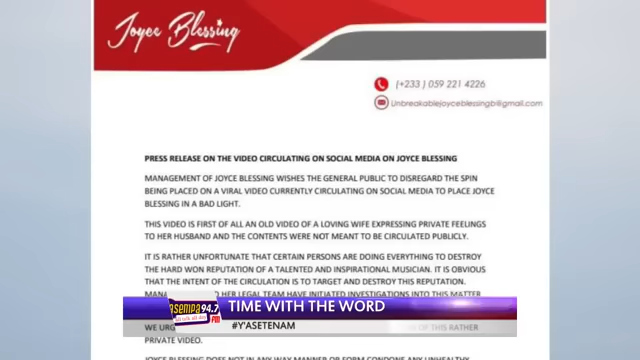 Joyce Blessing
(+233 ) 059 221 4226
Unbreakablejoyceblessingb@gmail.com
PRESS RELEASE ON THE VIDEO CIRCULATING ON SOCIAL MEDIA ON JOYCE BLESSING
MANAGEMENT OF JOYCE BLESSING WISHES THE GENERAL PUBLIC TO DISREGARD THE SPIN
BEING PLACED ON A VIRAL VIDEO CURRENTLY CIRCULATING ON SOCIAL MEDIA TO PLACE JOYCE
BLESSING IN A BAD LIGHT.
THIS VIDEO IS FIRST OF ALL AN OLD VIDEO OF A LOVING WIFE EXPRESSING PRIVATE FEELINGS
TO HER HUSBAND AND THE CONTENTS WERE NOT MEANT TO BE CIRCULATED PUBLICLY.
IT IS RATHER UNFORTUNATE THAT CERTAIN PERSONS ARE DOING EVERYTHING TO DESTROY
THE HARD WON REPUTATION OF A TALENTED AND INSPIRATIONAL MUSICIAN. IT IS OBVIOUS
THAT THE INTENT OF THE CIRCULATION IS TO TARGET AND DESTROY THIS REPUTATION.
HER LEGAL TEAM HAVE INITIATED INVESTIGATIONS INTO THIS MATTER
asempa 94.7 FM
TIME WITH THE WORD
#Y'ASETENAM
WE URG OF THIS RATHER
PRIVATE VIDEO.
JOYCE BLESSING DOES NOT IN ANY WAY MANNER OR FORM CONDONE ANY UNHEALTHY